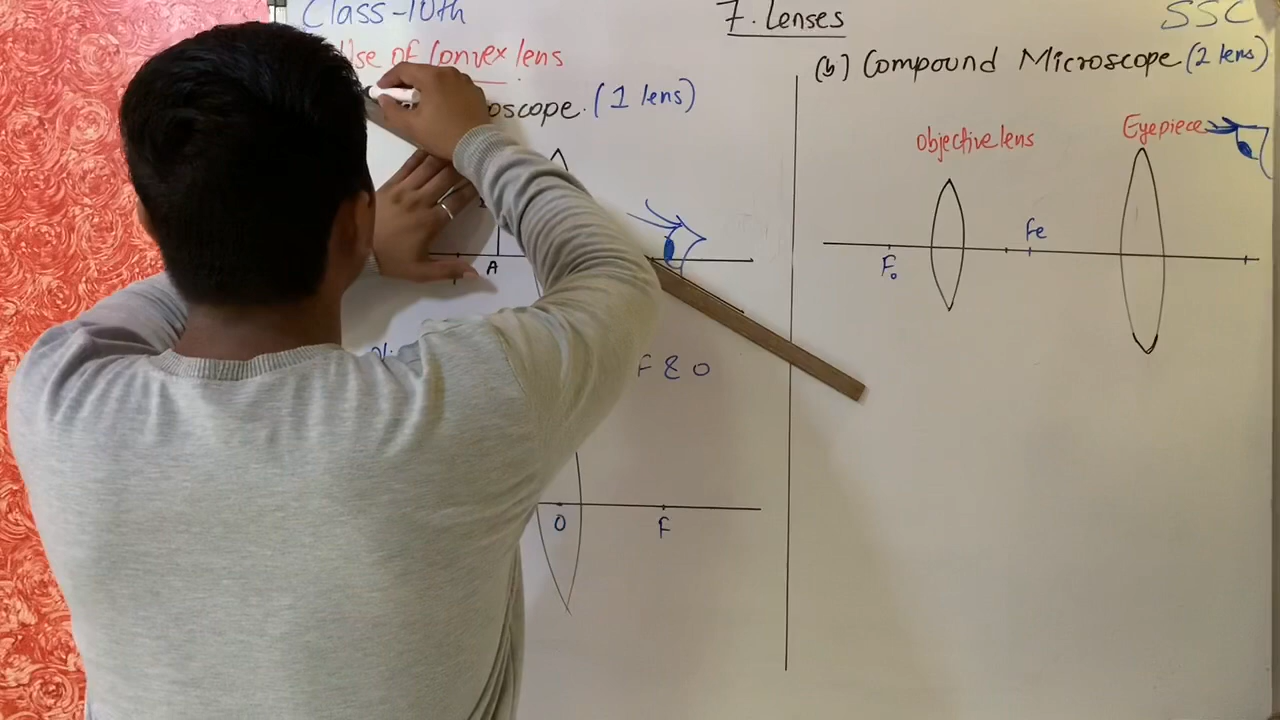 Class-10th
7. Lenses
SSC
Use of Convex lens
oscope. (1 lens)
A
F & O
O
F
(b) Compound Microscope (2 lens)
Objective lens
Eyepiece
Fo
Fe